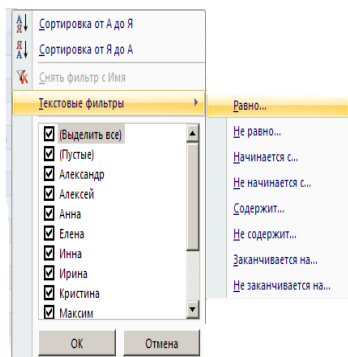 Сортировка от А до Я
Сортировка от Я до А
Снять фильтр с Имя
Текстовые фильтры
(Выделить все)
(Пустые)
Александр
Алексей
Анна
Елена
Инна
Ирина
Кристина
Максим
ОК
Отмена
Равно...
Не равно...
Начинается с...
Не начинается с...
Содержит...
Не содержит...
Заканчивается на...
Не заканчивается на...